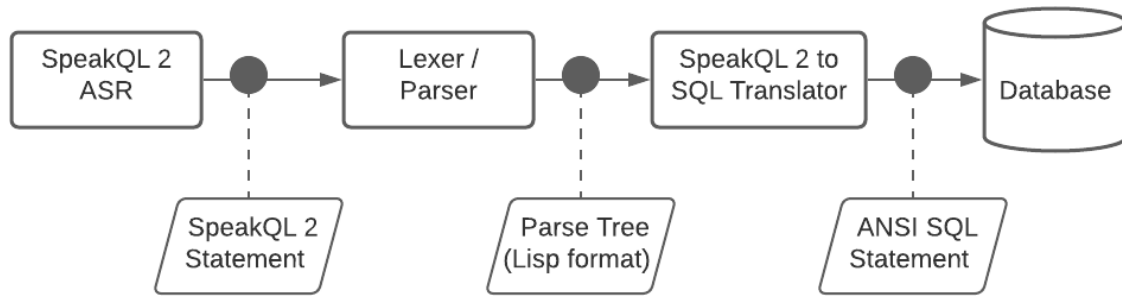 SpeakQL 2
ASR
Lexer /
Parser
SpeakQL 2 to
SQL Translator
Database
SpeakQL 2
Statement
Parse Tree
(Lisp format)
ANSI SQL
Statement